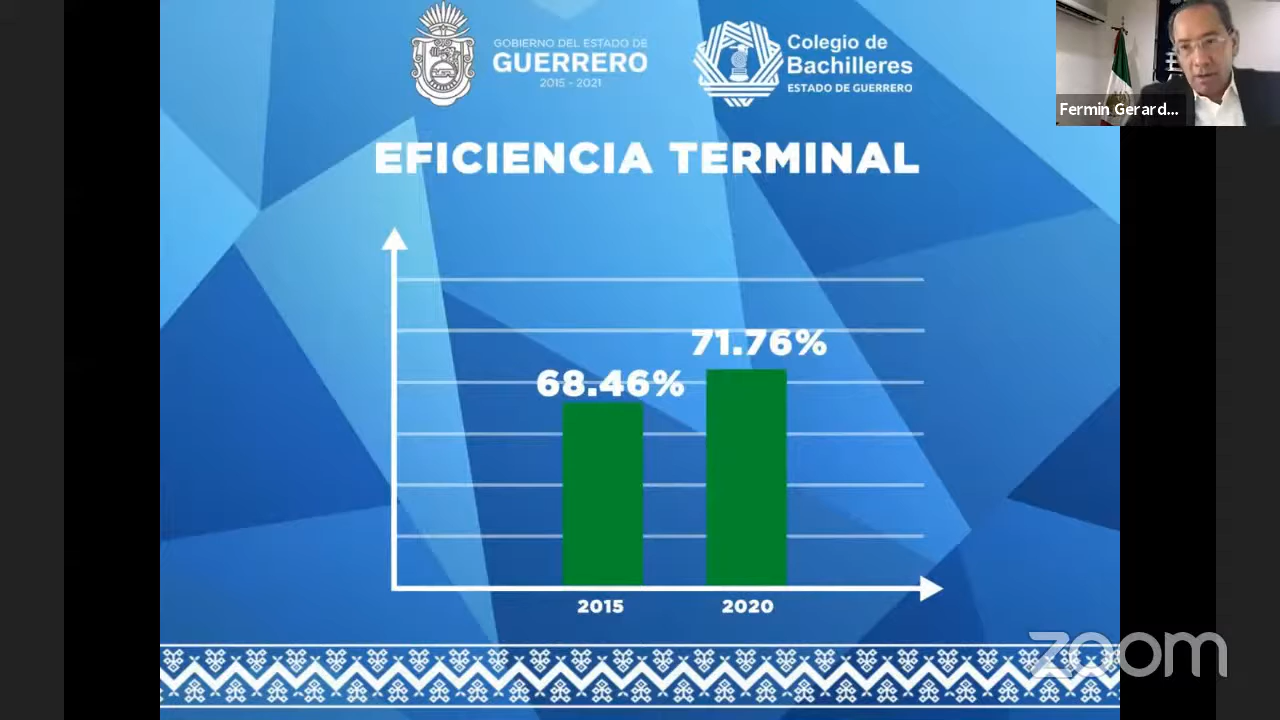 GOBIERNO DEL ESTADO DE
GUERRERO
2015 - 2021
Colegio de
Bachilleres
ESTADO DE GUERRERO
Fermin Gerard...
EFICIENCIA TERMINAL
71.76%
68.46%
2015
2020
zoom